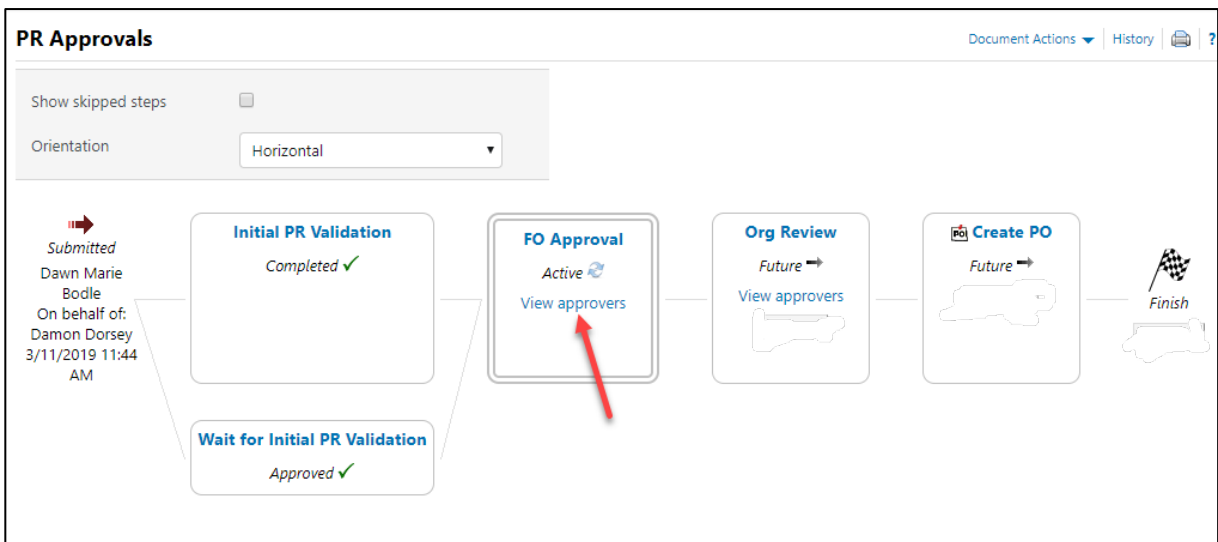 PR Approvals
Document Actions History ?
Show skipped steps
Orientation
Horizontal
Submitted
Dawn Marie
Bodle
On behalf of:
Damon Dorsey
3/11/2019 11:44
AM
Initial PR Validation
Completed
Wait for Initial PR Validation
Approved
FO Approval
Active
View approvers
Org Review
Future
View approvers
PO Create PO
Future
Finish